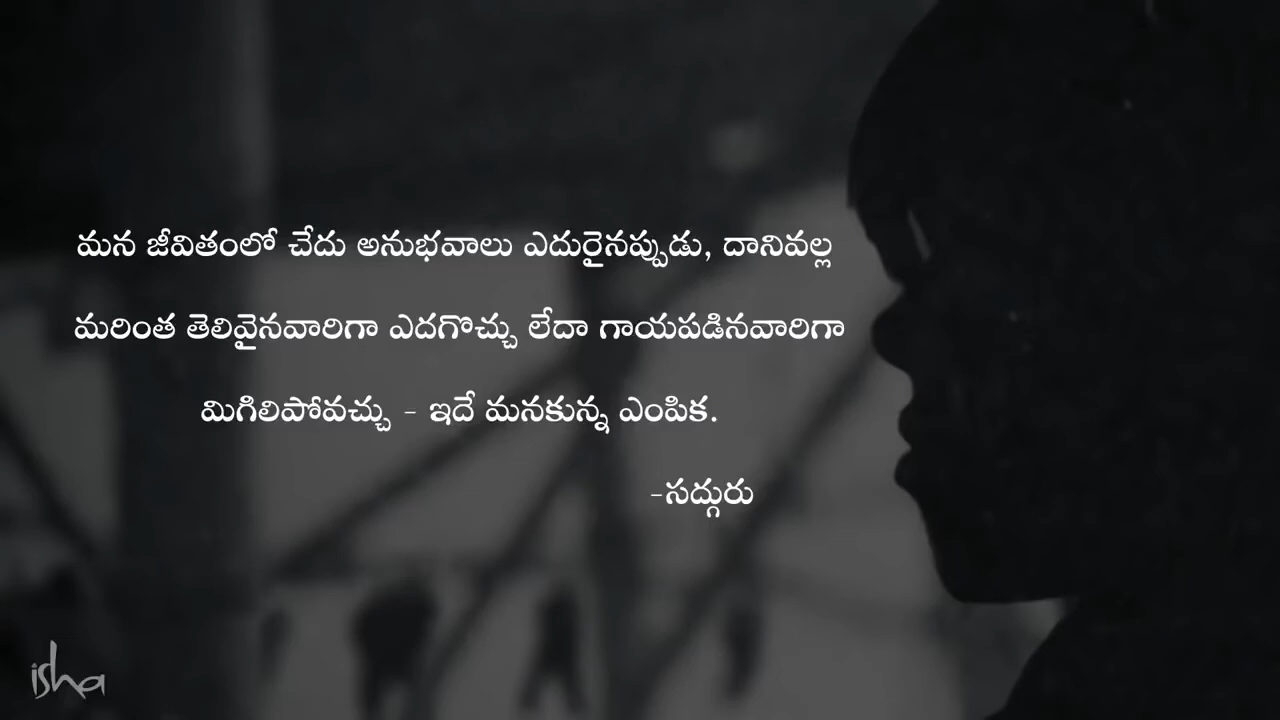 మన జీవితంలో చేదు అనుభవాలు ఎదురైనప్పుడు, దానివల్ల
మరింత తెలివైనవారిగా ఎదగొచ్చు లేదా గాయపడినవారిగా
మిగిలిపోవచ్చు - ఇదే మనకున్న ఎంపిక.
-సద్గురు
isha